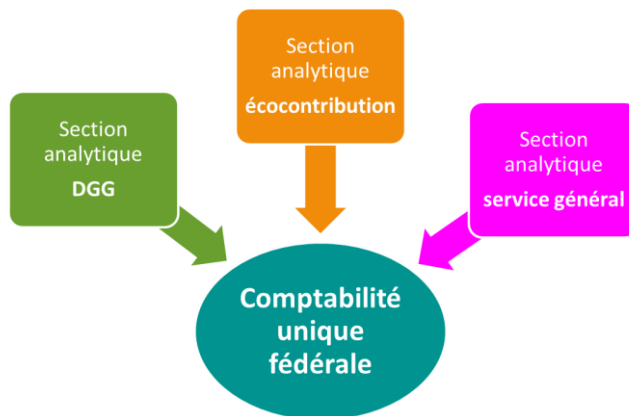 Section
analytique
écocontribution
Section
analytique
DGG
Section
analytique
service général
Comptabilité
unique
fédérale